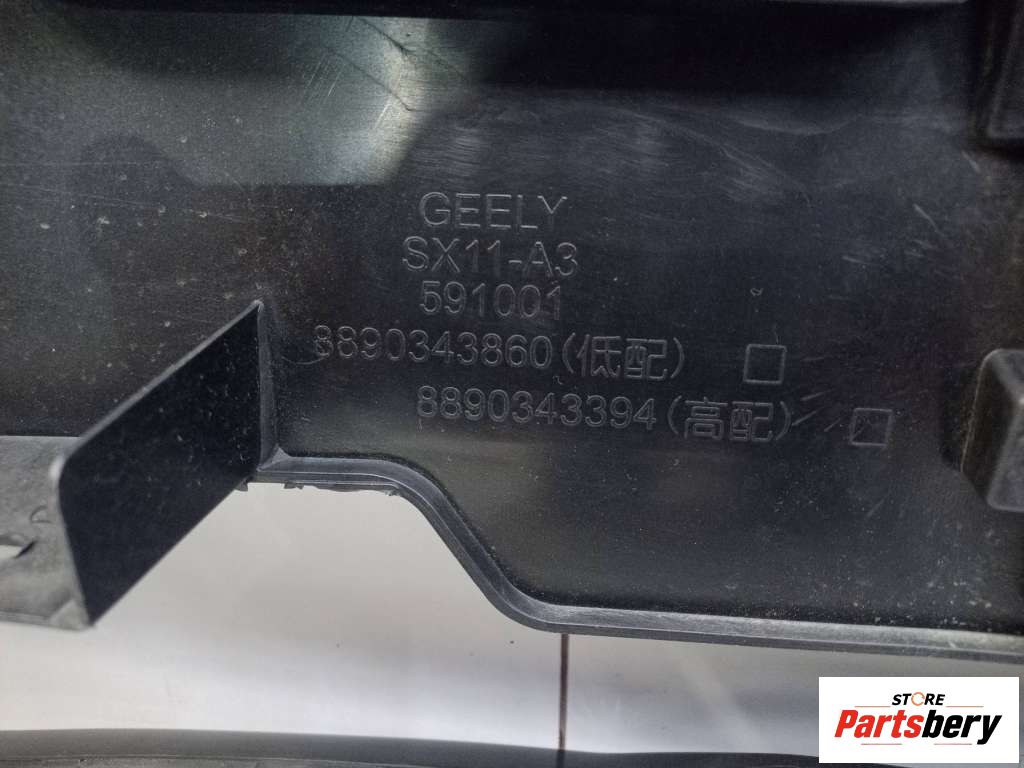 GEELY
SX11-A3
591001
8890343860(低配) □
8890343394(高配) □
STORE
Partsbery